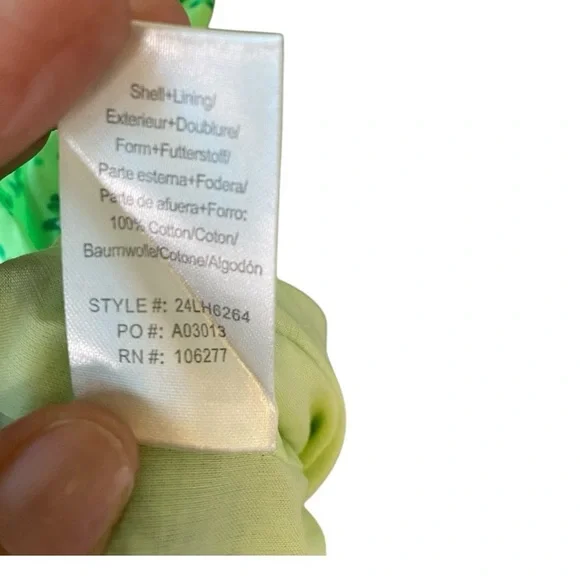 Shell+Lining/
Exterieur+Doublure/
Form+Futterstoff/
Parte esterna+Fodera/
Parte de afuera+Forro:
100% Cotton/Coton/
Baumwolle/Cotone/Algodón
STYLE #: 24LH6264
PO #: A03013
RN #: 106277